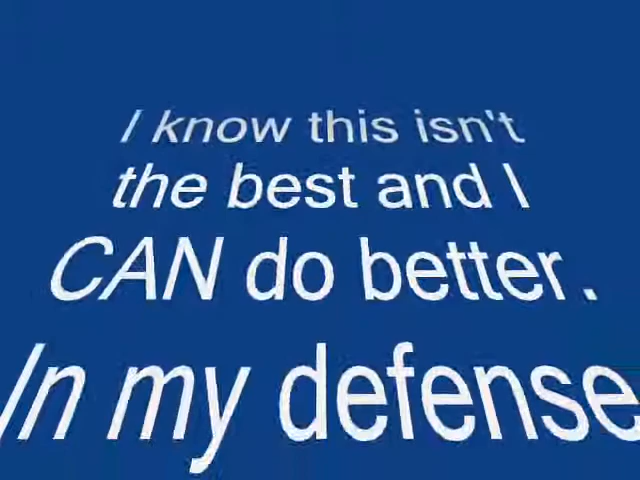 I know this isn't
the best and I
CAN do better.
In my defense